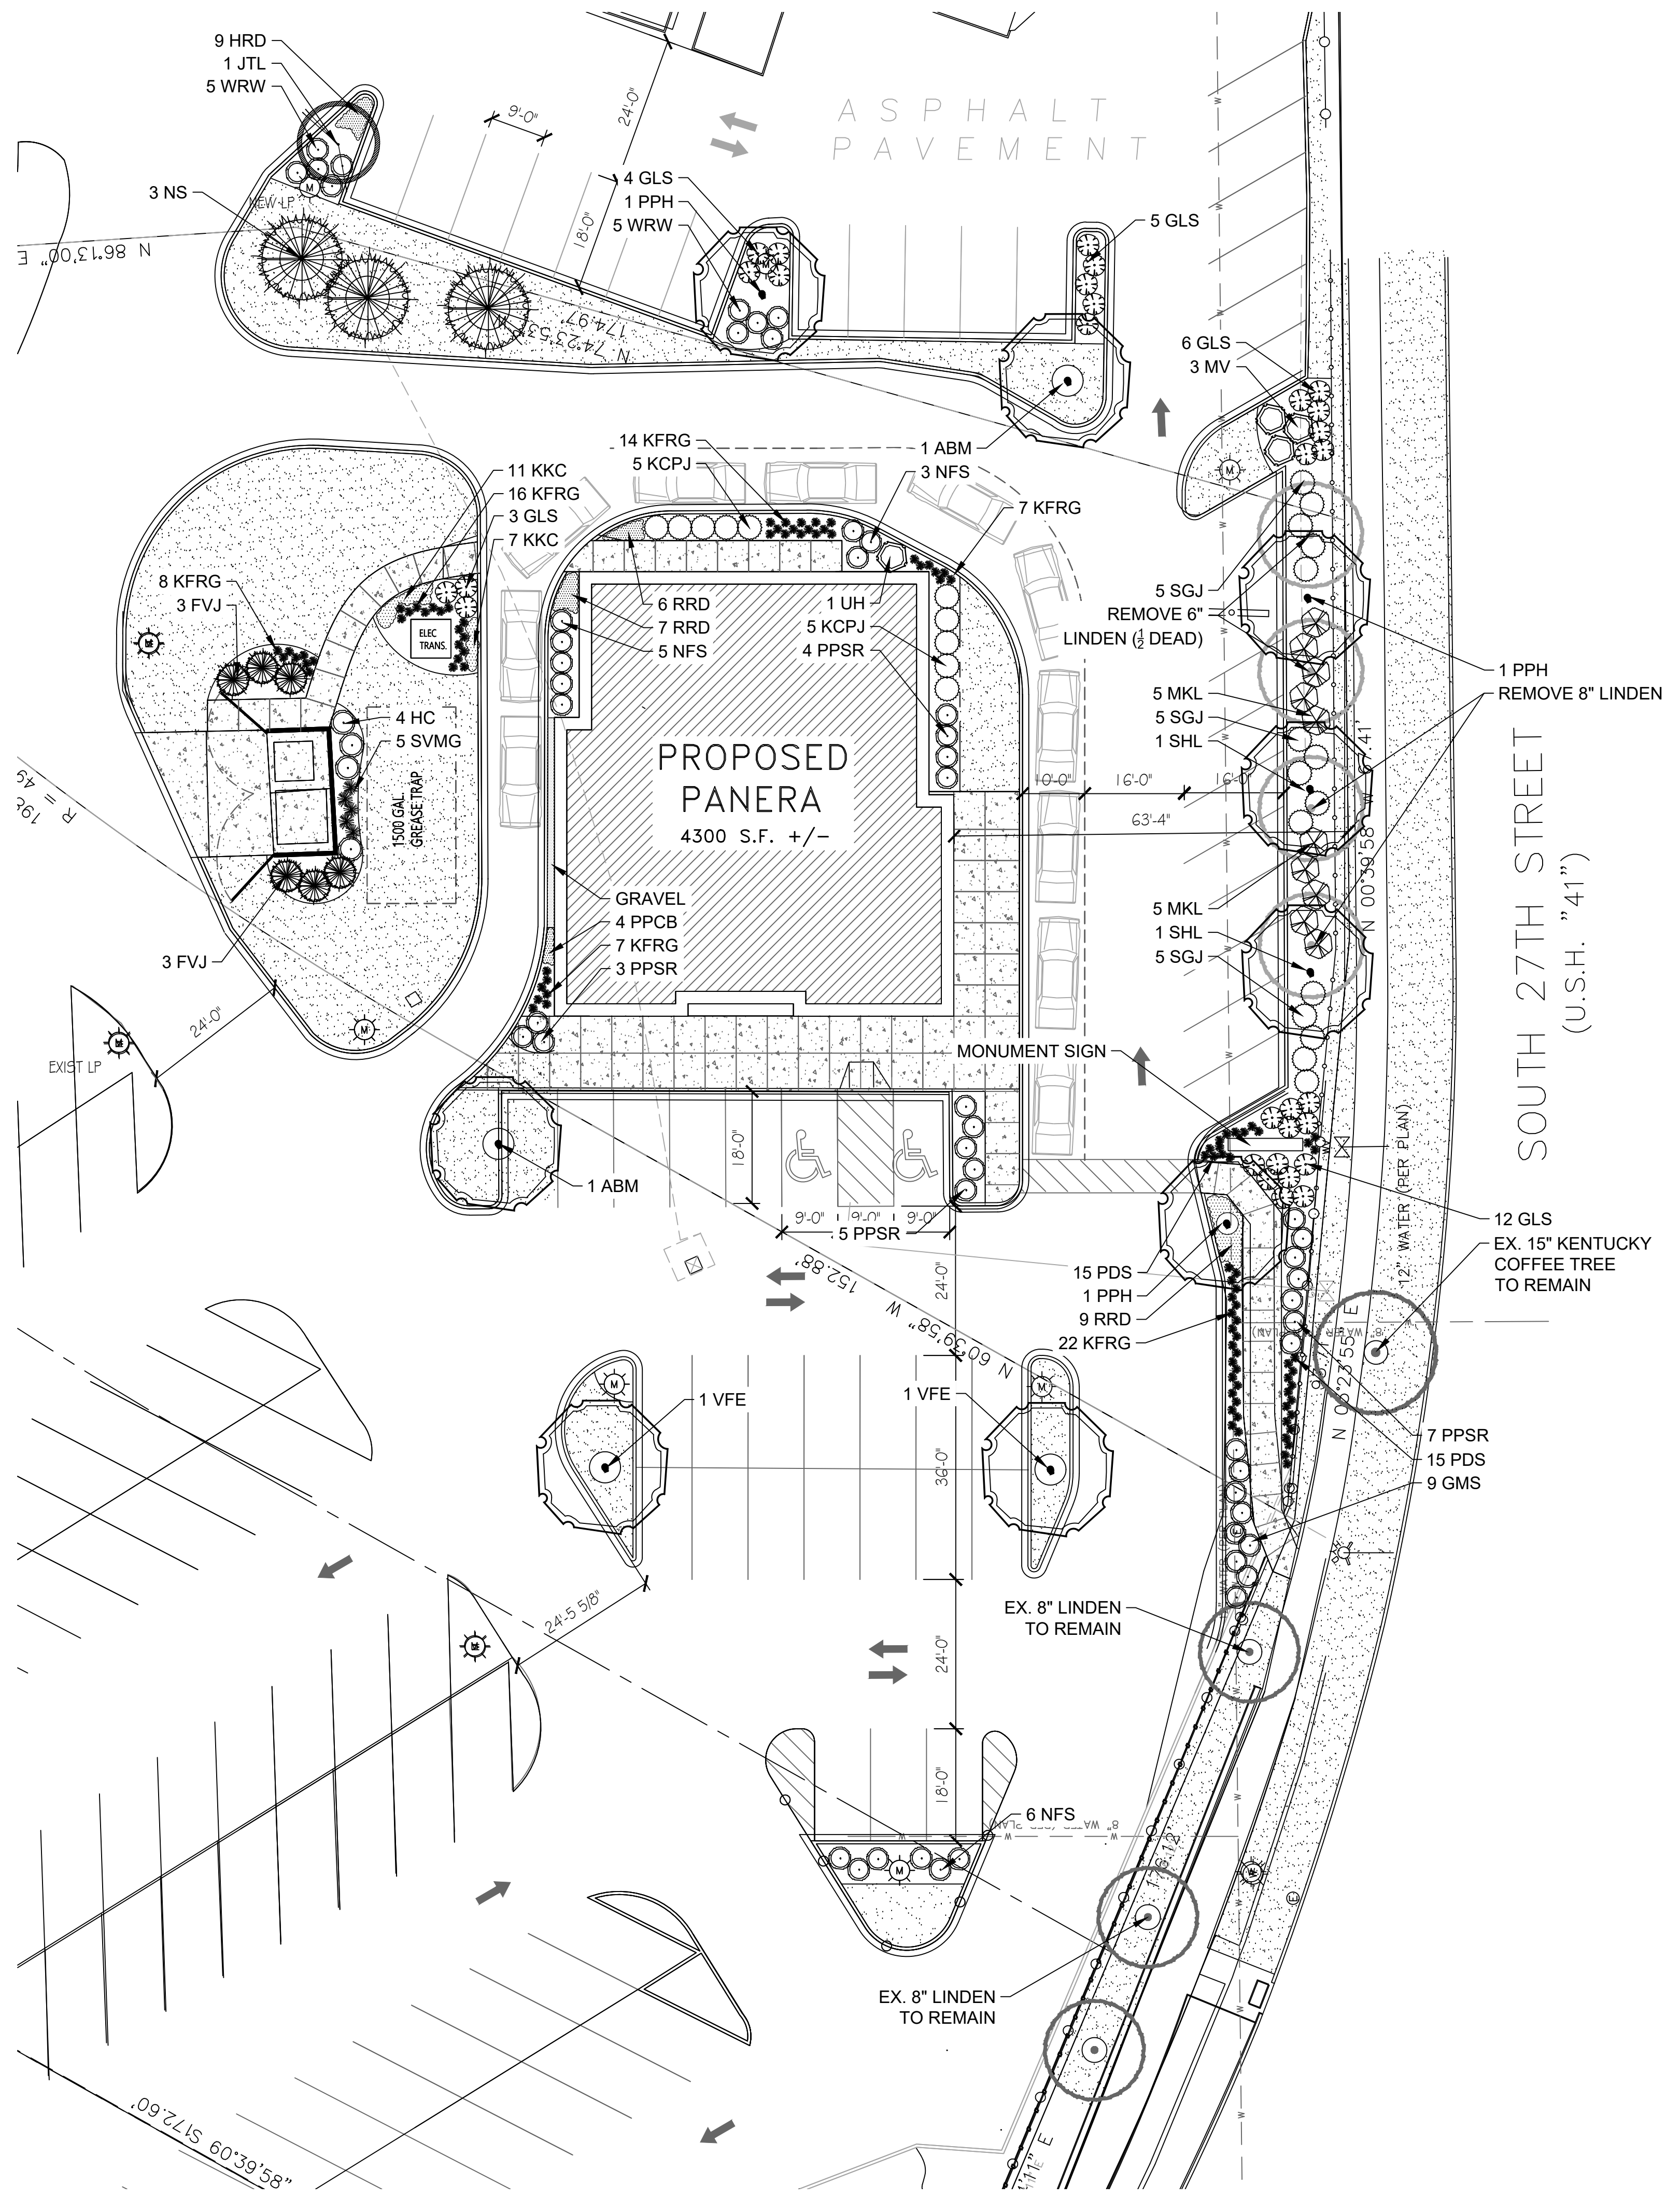 9 HRD
1 JTL
5 WRW
3 NS
NEW LP
N 86°13'00" E
9'-0"
24'-0"
18'-0"
ASPHALT
PAVEMENT
4 GLS
1 PPH
5 WRW
5 GLS
N 74°23'53" W
174.97'
6 GLS
3 MV
14 KFRG
5 KCPJ
1 ABM
3 NFS
7 KFRG
11 KKC
16 KFRG
3 GLS
7 KKC
8 KFRG
3 FVJ
ELEC
TRANS.
6 RRD
7 RRD
5 NFS
1 UH
5 KCPJ
4 PPSR
5 SGJ
REMOVE 6"
LINDEN (½ DEAD)
1 PPH
REMOVE 8" LINDEN
5 MKL
5 SGJ
1 SHL
4 HC
5 SVMG
1500 GAL.
GREASE TRAP
PROPOSED
PANERA
4300 S.F. +/-
10'-0"
16'-0"
16'-0"
63'-4"
N 00°39'58" W
SOUTH 27TH STREET
(U.S.H. "41")
GRAVEL
4 PPCB
7 KFRG
3 PPSR
5 MKL
1 SHL
5 SGJ
3 FVJ
24'-0"
EXIST LP
MONUMENT SIGN
12" WATER (PER PLAN)
18'-0"
1 ABM
9'-0"
6'-0"
9'-0"
5 PPSR
12 GLS
EX. 15" KENTUCKY
COFFEE TREE
TO REMAIN
15 PDS
1 PPH
9 RRD
22 KFRG
152.88'
N 60°39'58" W
24'-0"
1 VFE
1 VFE
36'-0"
7 PPSR
15 PDS
9 GMS
24'-5 5/8"
EX. 8" LINDEN
TO REMAIN
24'-0"
18'-0"
6 NFS
8" WATER (PER PLAN)
176.12'
EX. 8" LINDEN
TO REMAIN
S172.60'
60°39'58"